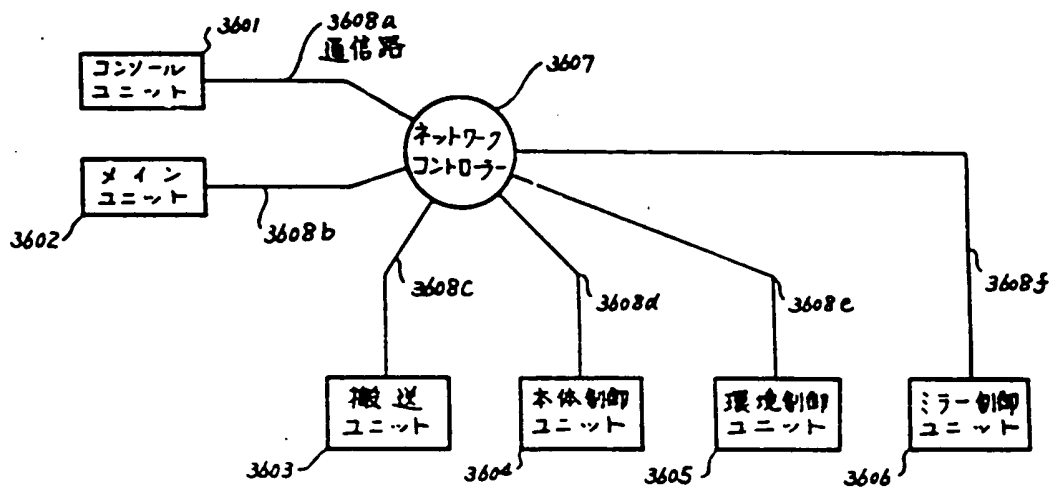 3601
コンソール
ユニット
3608a
通信路
3607
ネットワーク
コントローラー
メイン
ユニット
3602
3608b
3608c
3608d
3608e
3608f
搬送
ユニット
3603
本体制御
ユニット
3604
環境制御
ユニット
3605
ミラー制御
ユニット
3606